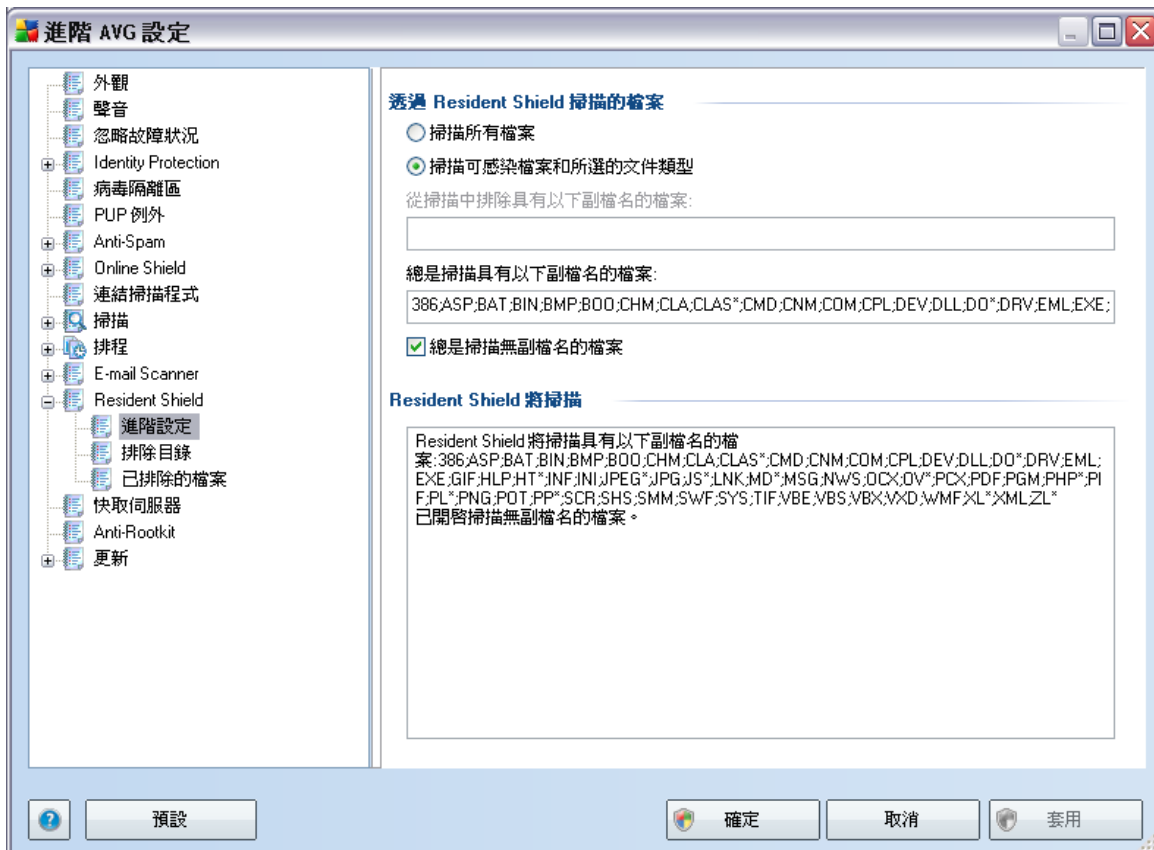 進階 AVG 設定
外觀
聲音
忽略故障狀況
Identity Protection
病毒隔離區
PUP 例外
Anti-Spam
Online Shield
連結掃描程式
掃描
排程
E-mail Scanner
Resident Shield
進階設定
排除目錄
已排除的檔案
快取伺服器
Anti-Rootkit
更新
透過 Resident Shield 掃描的檔案
掃描所有檔案
掃描可感染檔案和所選的文件類型
從掃描中排除具有以下副檔名的檔案:
總是掃描具有以下副檔名的檔案:
386;ASP;BAT;BIN;BMP;BOO;CHM;CLA;CLAS*;CMD;CNM;COM;CPL;DEV;DLL;DO*;DRV;EML;EXE;
總是掃描無副檔名的檔案
Resident Shield 將掃描
Resident Shield 將掃描具有以下副檔名的檔
案:386;ASP;BAT;BIN;BMP;BOO;CHM;CLA;CLAS*;CMD;CNM;COM;CPL;DEV;DLL;DO*;DRV;EML;
EXE;GIF;HLP;HT*;INF;INI;JPEG*;JPG;JS*;LNK;MD*;MSG;NWS;OCX;OV*;PCX;PDF;PGM;PHP*;PI
F;PL*;PNG;POT;PP*;SCR;SHS;SMM;SWF;SYS;TIF;VBE;VBS;VBX;VXD;WMF;XL*;XML;ZL*
已開啓掃描無副檔名的檔案。
預設
確定
取消
套用